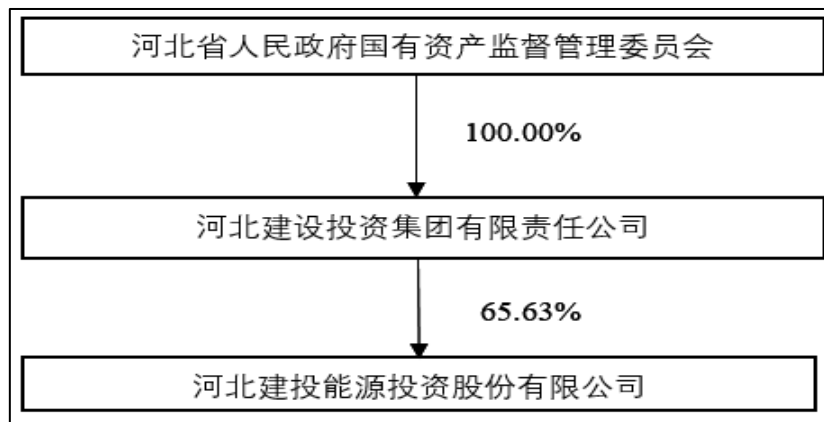 河北省人民政府国有资产监督管理委员会
100.00%
河北建设投资集团有限责任公司
65.63%
河北建投能源投资股份有限公司